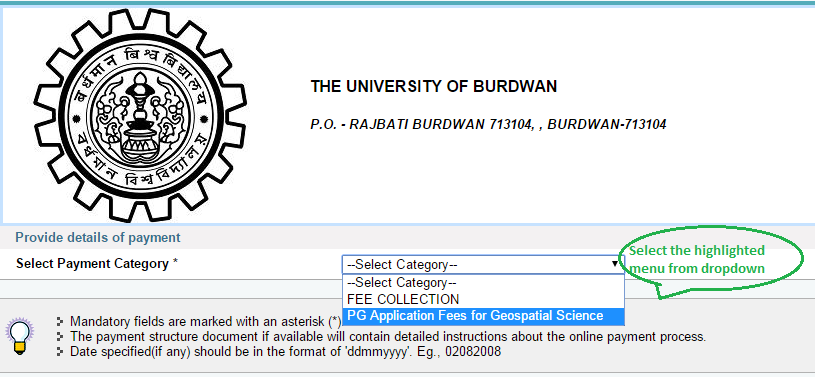 বর্ধমান বিশ্ববিদ্যালয়
বর্ধমান বিশ্ববিদ্যালয়
THE UNIVERSITY OF BURDWAN
P.O. - RAJBATI BURDWAN 713104, , BURDWAN-713104
Provide details of payment
Select Payment Category *
--Select Category--
Select the highlighted
menu from dropdown
--Select Category--
FEE COLLECTION
PG Application Fees for Geospatial Science
Mandatory fields are marked with an asterisk (*)
The payment structure document if available will contain detailed instructions about the online payment process.
Date specified(if any) should be in the format of 'ddmmyyyy'. Eg., 02082008